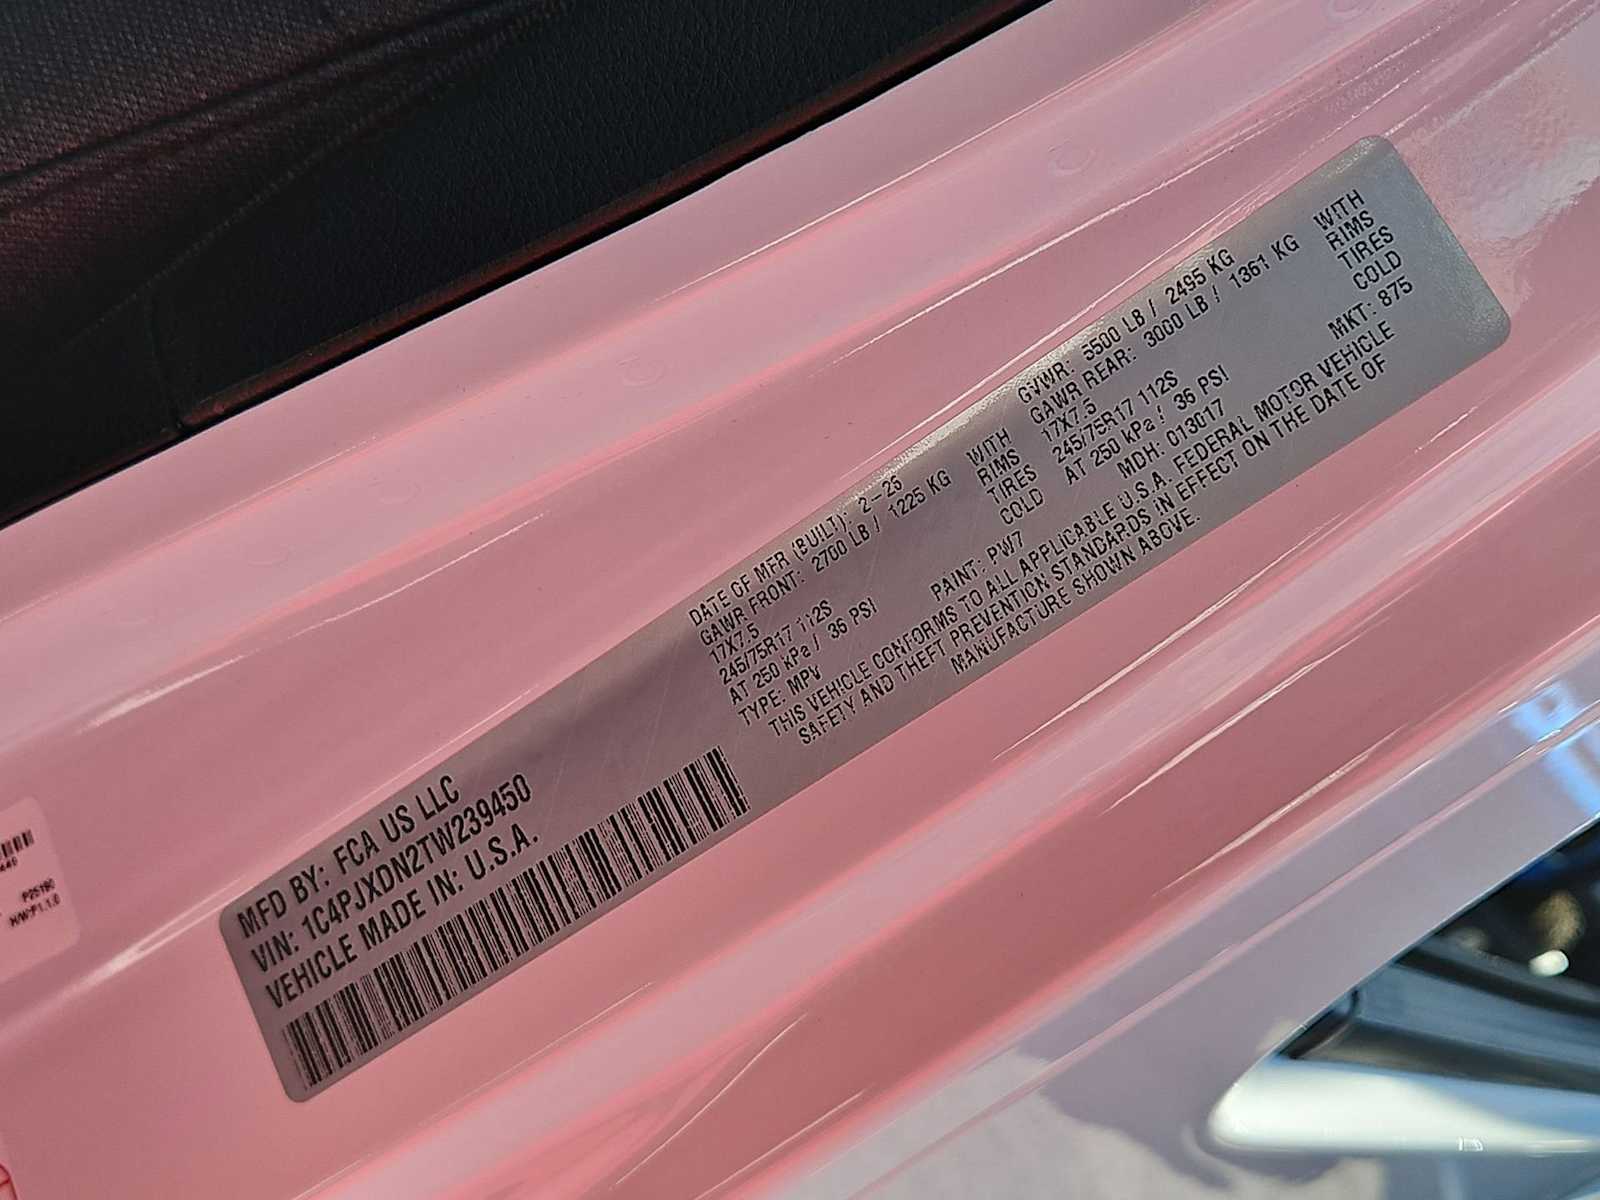 MFD BY: FCA US LLC
VIN: 1C4PJXDN2TW239450
VEHICLE MADE IN: U.S.A.
DATE OF MFR (BUILT): 2-25
GVWR: 5500 LB / 2495 KG
GAWR FRONT: 2700 LB / 1225 KG WITH
17X7.5 RIMS
245/75R17 112S TIRES
AT 250 kPa / 36 PSI COLD
GAWR REAR: 3000 LB / 1361 KG WITH
17X7.5 RIMS
245/75R17 112S TIRES
AT 250 kPa / 36 PSI COLD
TYPE: MPV PAINT: PW7 MDH: 013017 MKT: 875
THIS VEHICLE CONFORMS TO ALL APPLICABLE U.S.A. FEDERAL MOTOR VEHICLE
SAFETY AND THEFT PREVENTION STANDARDS IN EFFECT ON THE DATE OF
MANUFACTURE SHOWN ABOVE.
H/W:P1.1.0